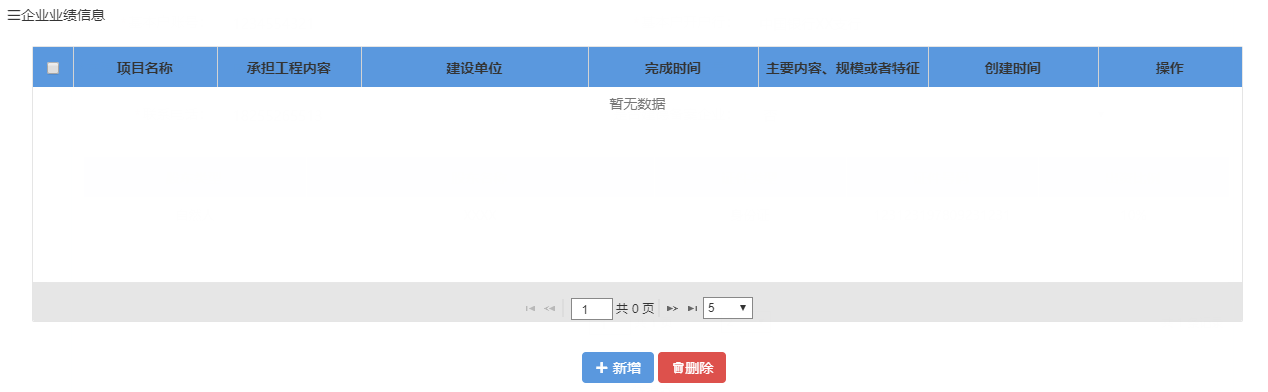 企业业绩信息
项目名称 承担工程内容 建设单位 完成时间 主要内容、规模或者特征 创建时间 操作
暂无数据
1 共 0 页 5
新增 删除